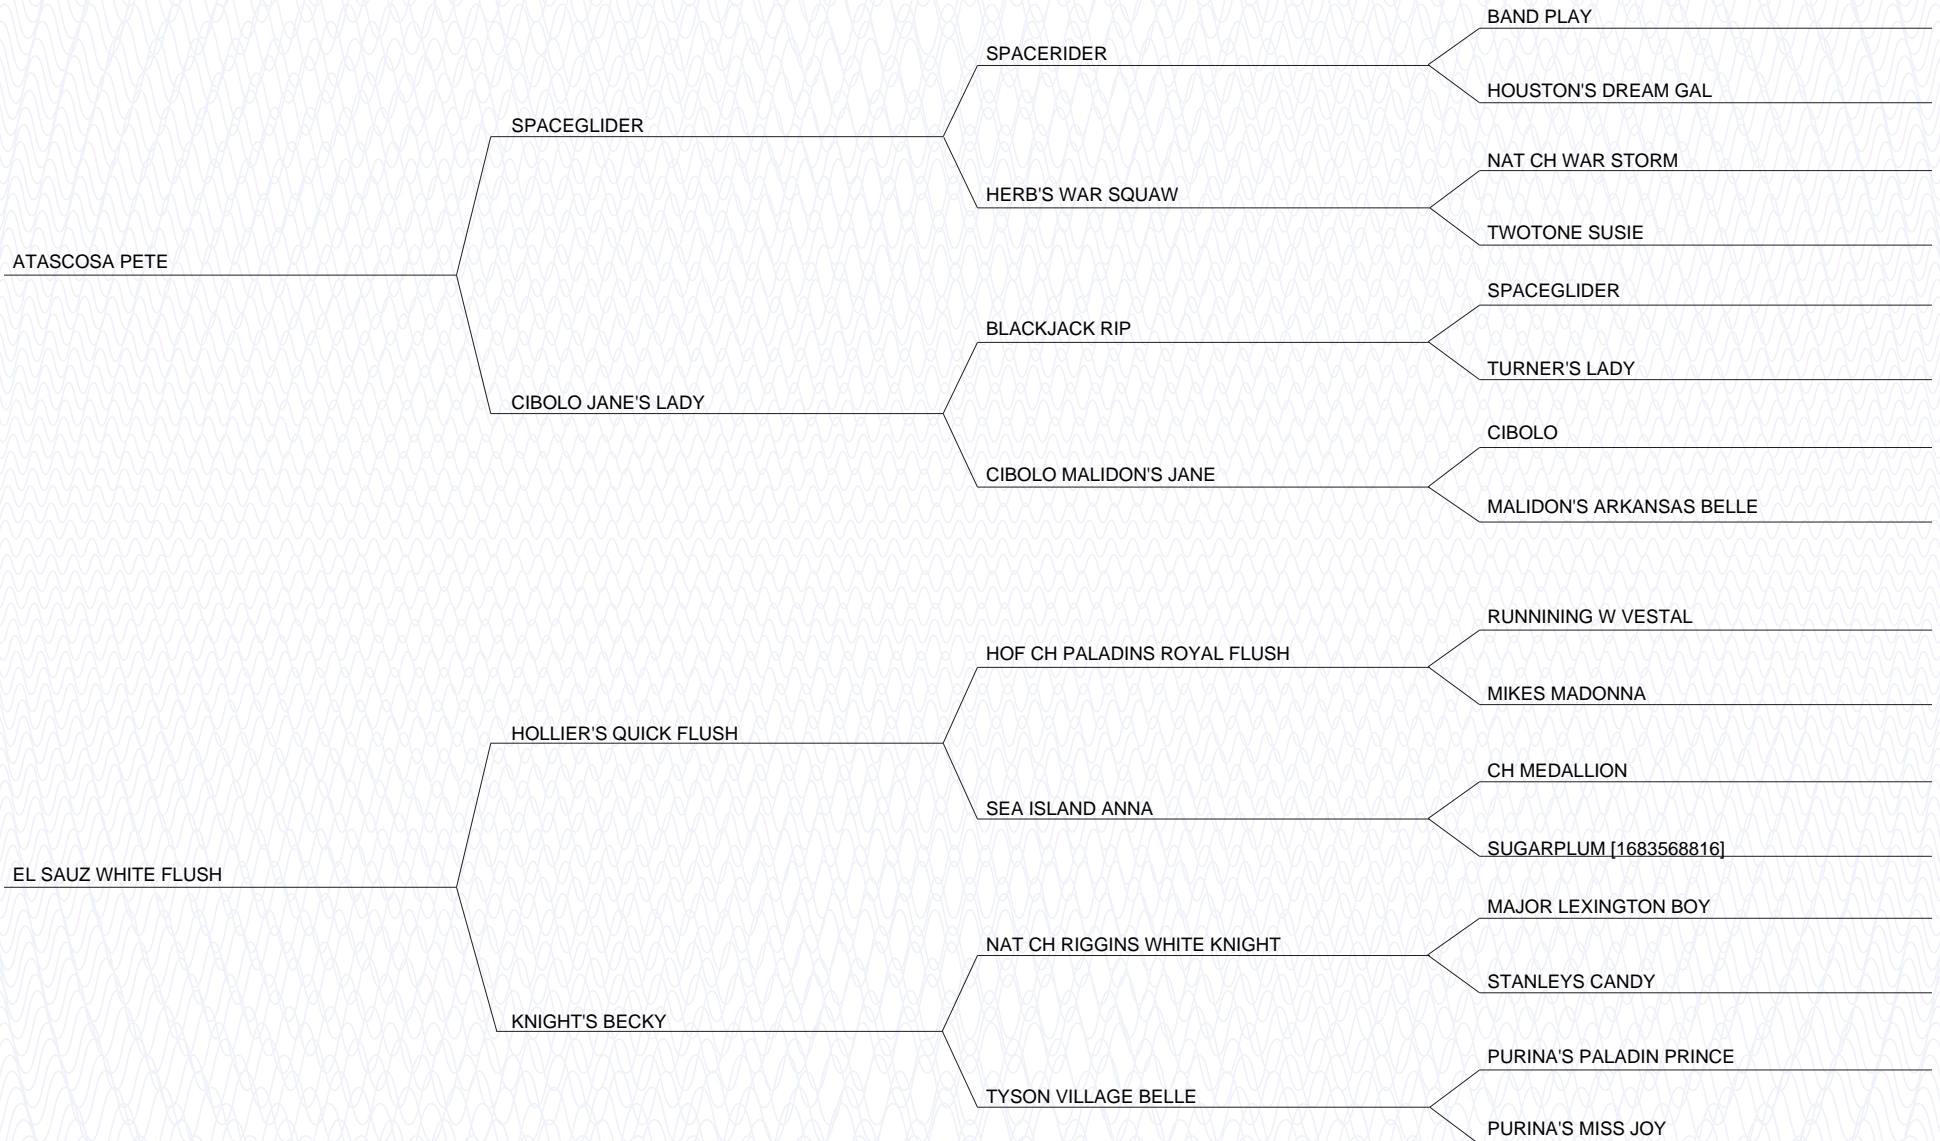 BAND PLAY
SPACERIDER
HOUSTON'S DREAM GAL
SPACEGLIDER
NAT CH WAR STORM
HERB'S WAR SQUAW
TWOTONE SUSIE
ATASCOSA PETE
SPACEGLIDER
BLACKJACK RIP
TURNER'S LADY
CIBOLO JANE'S LADY
CIBOLO
CIBOLO MALIDON'S JANE
MALIDON'S ARKANSAS BELLE
RUNNINING W VESTAL
HOF CH PALADINS ROYAL FLUSH
MIKES MADONNA
HOLLIER'S QUICK FLUSH
CH MEDALLION
SEA ISLAND ANNA
SUGARPLUM [1683568816]
EL SAUZ WHITE FLUSH
MAJOR LEXINGTON BOY
NAT CH RIGGINS WHITE KNIGHT
STANLEYS CANDY
KNIGHT'S BECKY
PURINA'S PALADIN PRINCE
TYSON VILLAGE BELLE
PURINA'S MISS JOY